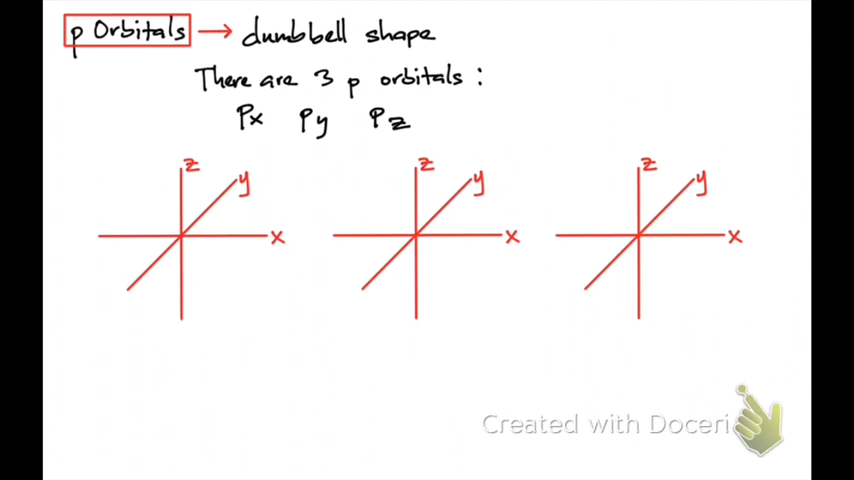 p Orbitals → dumbbell shape
There are 3 p orbitals :
Px Py Pz
z y x
z y x
z y x
Created with Doceri